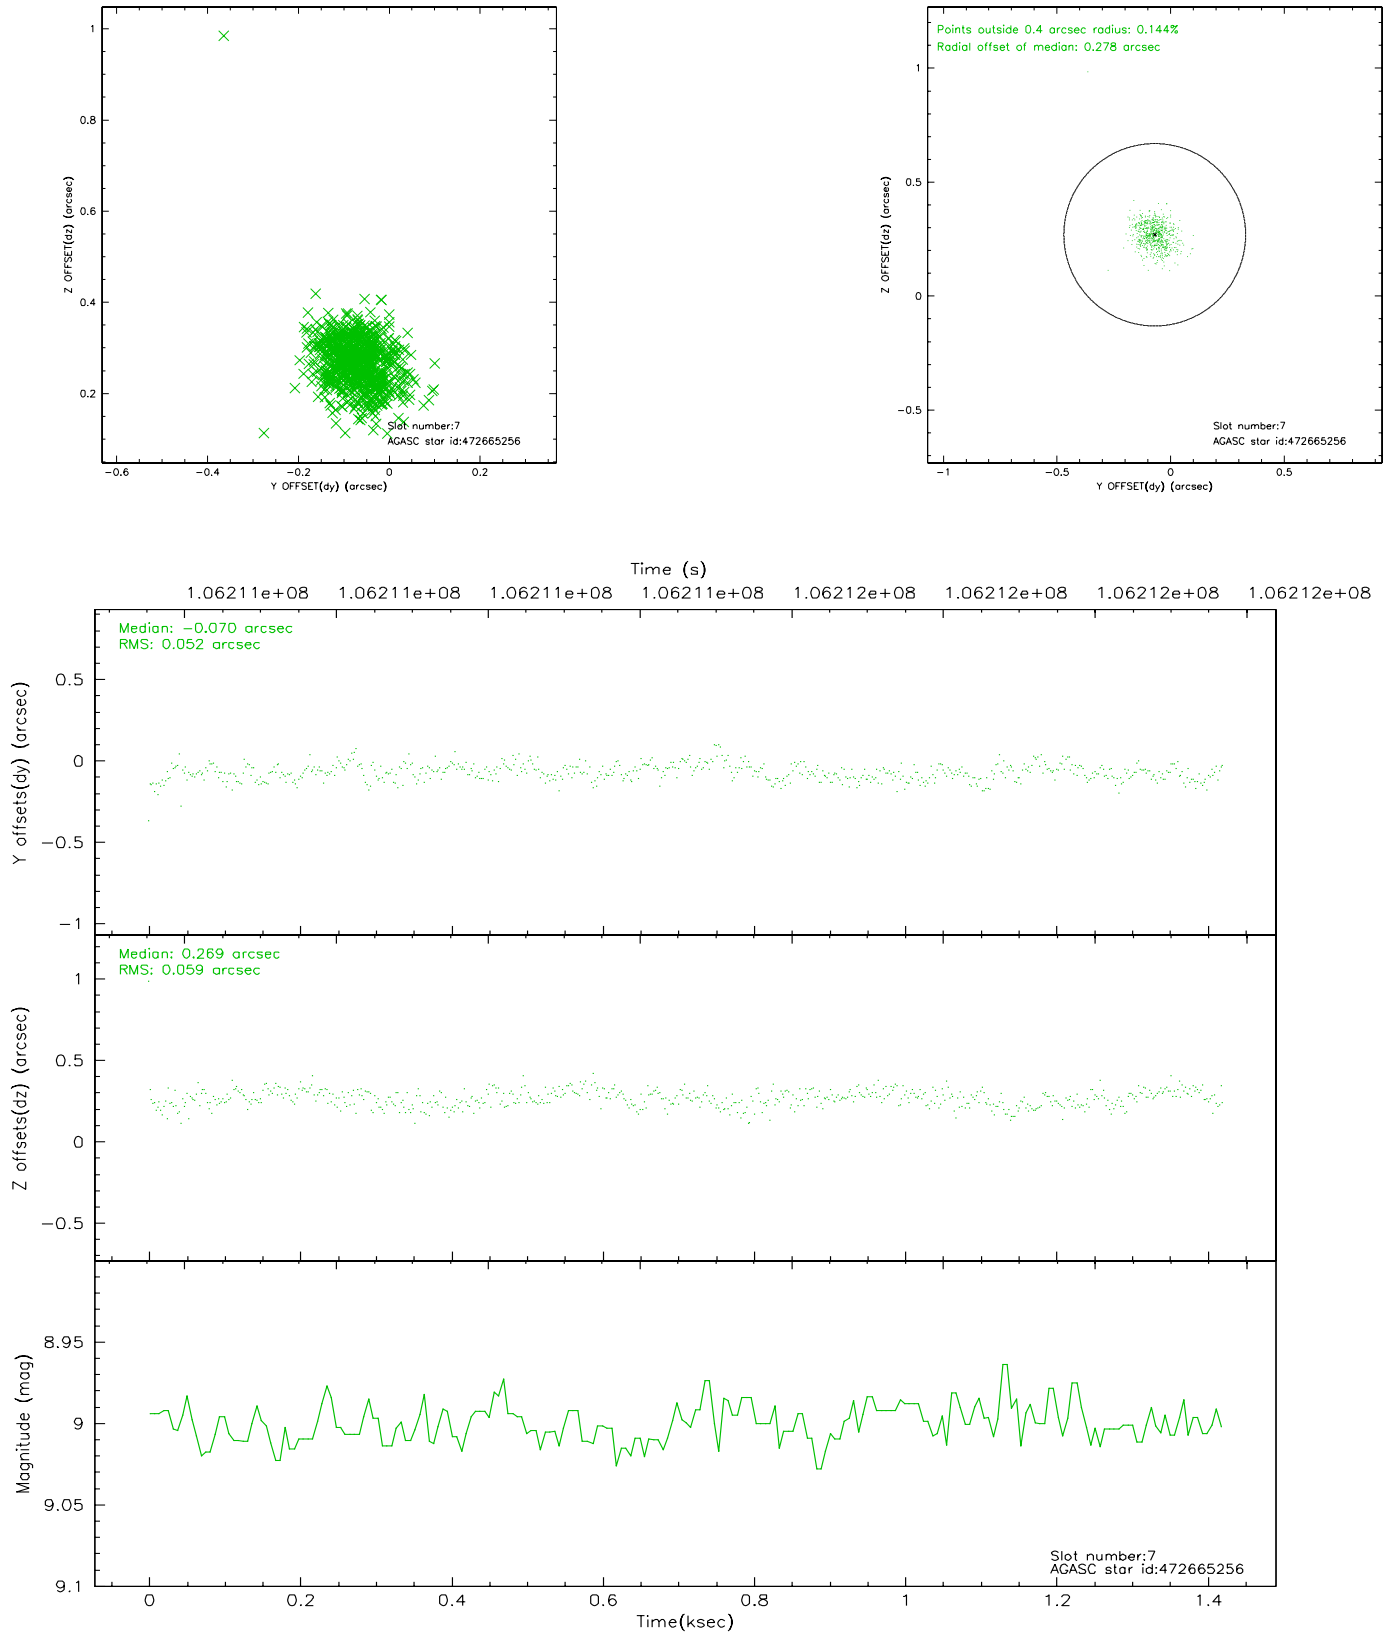 1
0.8
0.6
0.4
0.2
Z OFFSET(dz) (arcsec)
Slot number:7
AGASC star id:472665256
−0.6 −0.4 −0.2 0 0.2
Y OFFSET(dy) (arcsec)
Points outside 0.4 arcsec radius: 0.144%
Radial offset of median: 0.278 arcsec
1
0.5
0
−0.5
Z OFFSET(dz) (arcsec)
Slot number:7
AGASC star id:472665256
−1 −0.5 0 0.5
Y OFFSET(dy) (arcsec)
Time (s)
1.06211e+08 1.06211e+08 1.06211e+08 1.06211e+08 1.06212e+08 1.06212e+08 1.06212e+08 1.06212e+08
Median: −0.070 arcsec
RMS: 0.052 arcsec
0.5
0
−0.5
−1
Y offsets(dy) (arcsec)
Median: 0.269 arcsec
RMS: 0.059 arcsec
1
0.5
0
−0.5
Z offsets(dz) (arcsec)
8.95
9
9.05
9.1
Magnitude (mag)
Slot number:7
AGASC star id:472665256
0 0.2 0.4 0.6 0.8 1 1.2 1.4
Time(ksec)